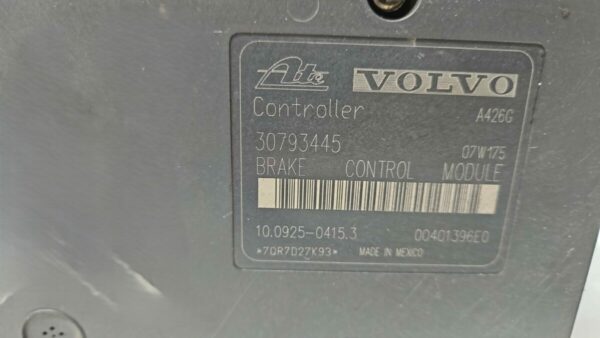 Ate VOLVO
Controller A426G
30793445 07W175
BRAKE CONTROL MODULE
10.0925-0415.3 00401396E0
*7QR7D27K93* MADE IN MEXICO